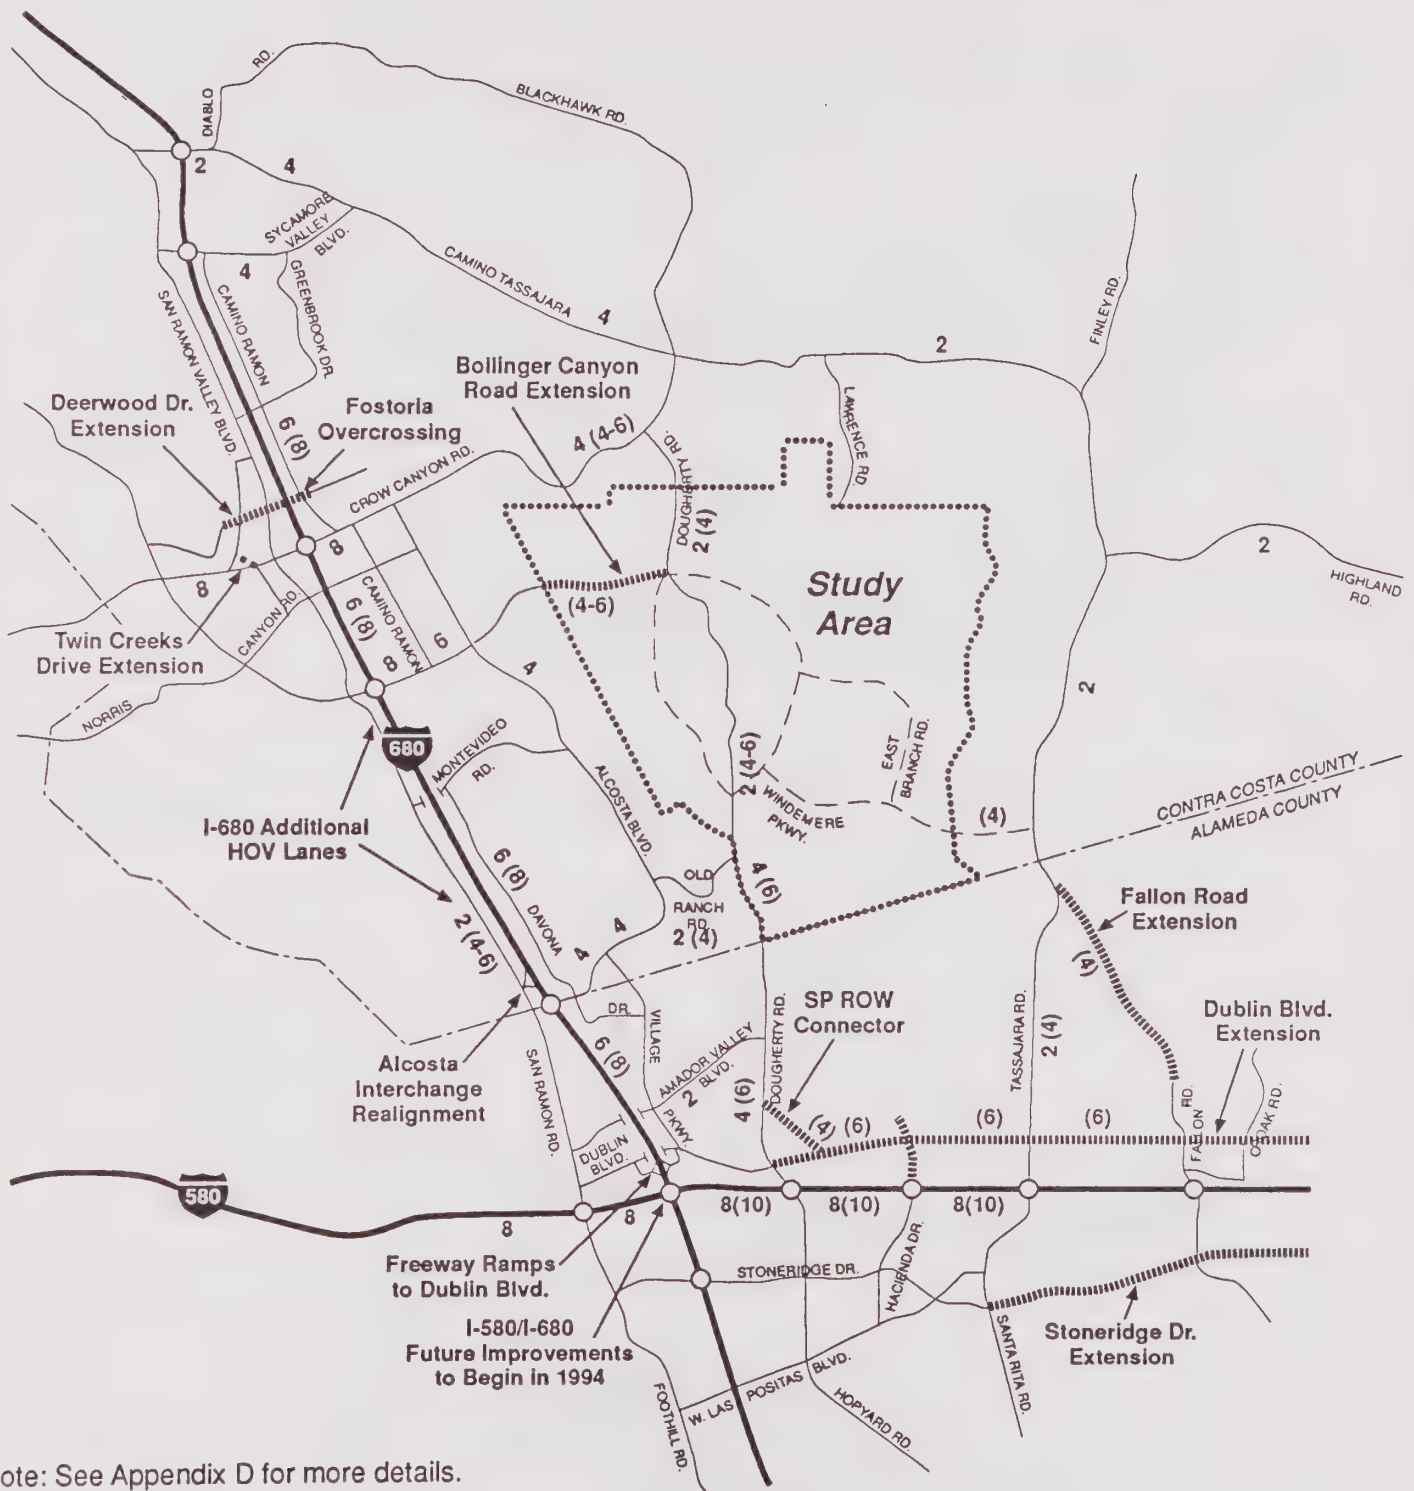 RD.
DIABLO
BLACKHAWK RD.
2
4
SYCAMORE
VALLEY
BLVD.
4
GREENBROOK DR.
CAMINO RAMON
SAN RAMON VALLEY BLVD.
CAMINO TASSAJARA
4
2
FINLEY RD.
LAWRENCE RD.
Bollinger Canyon
Road Extension
Deerwood Dr.
Extension
Fostoria
Overcrossing
6 (8)
4 (4-6)
CROW CANYON RD.
DOUGHERTY RD.
2 (4)
8
8
Study
Area
2
HIGHLAND
RD.
(4-6)
6 (8)
CAMINO RAMON
6
8
4
CANYON RD.
NORRIS
Twin Creeks
Drive Extension
2
680
MONTEVIDEO
RD.
ALCOSTA BLVD.
2 (4-6)
WINDEMERE
PKWY.
EAST
BRANCH RD.
(4)
CONTRA COSTA COUNTY
ALAMEDA COUNTY
I-680 Additional
HOV Lanes
6 (8)
DAVONA
4
4
OLD
RANCH
RD.
2 (4)
4 (6)
2 (4-6)
Fallon Road
Extension
(4)
SP ROW
Connector
Dublin Blvd.
Extension
TASSAJARA RD.
2 (4)
DR.
VILLAGE
PKWY.
6 (8)
AMADOR VALLEY
BLVD.
2
DOUGHERTY RD.
4 (6)
Alcosta
Interchange
Realignment
SAN RAMON RD.
DUBLIN
BLVD.
(4)
(6)
(6)
(6)
FALLON
RD.
RD.
580
8
8
8(10)
8(10)
8(10)
Freeway Ramps
to Dublin Blvd.
STONERIDGE DR.
HACIENDA DR.
I-580/I-680
Future Improvements
to Begin in 1994
Stoneridge Dr.
Extension
SANTA RITA RD.
W. LAS POSITAS BLVD.
HOPYARD RD.
FOOTHILL RD.
ote: See Appendix D for more details.